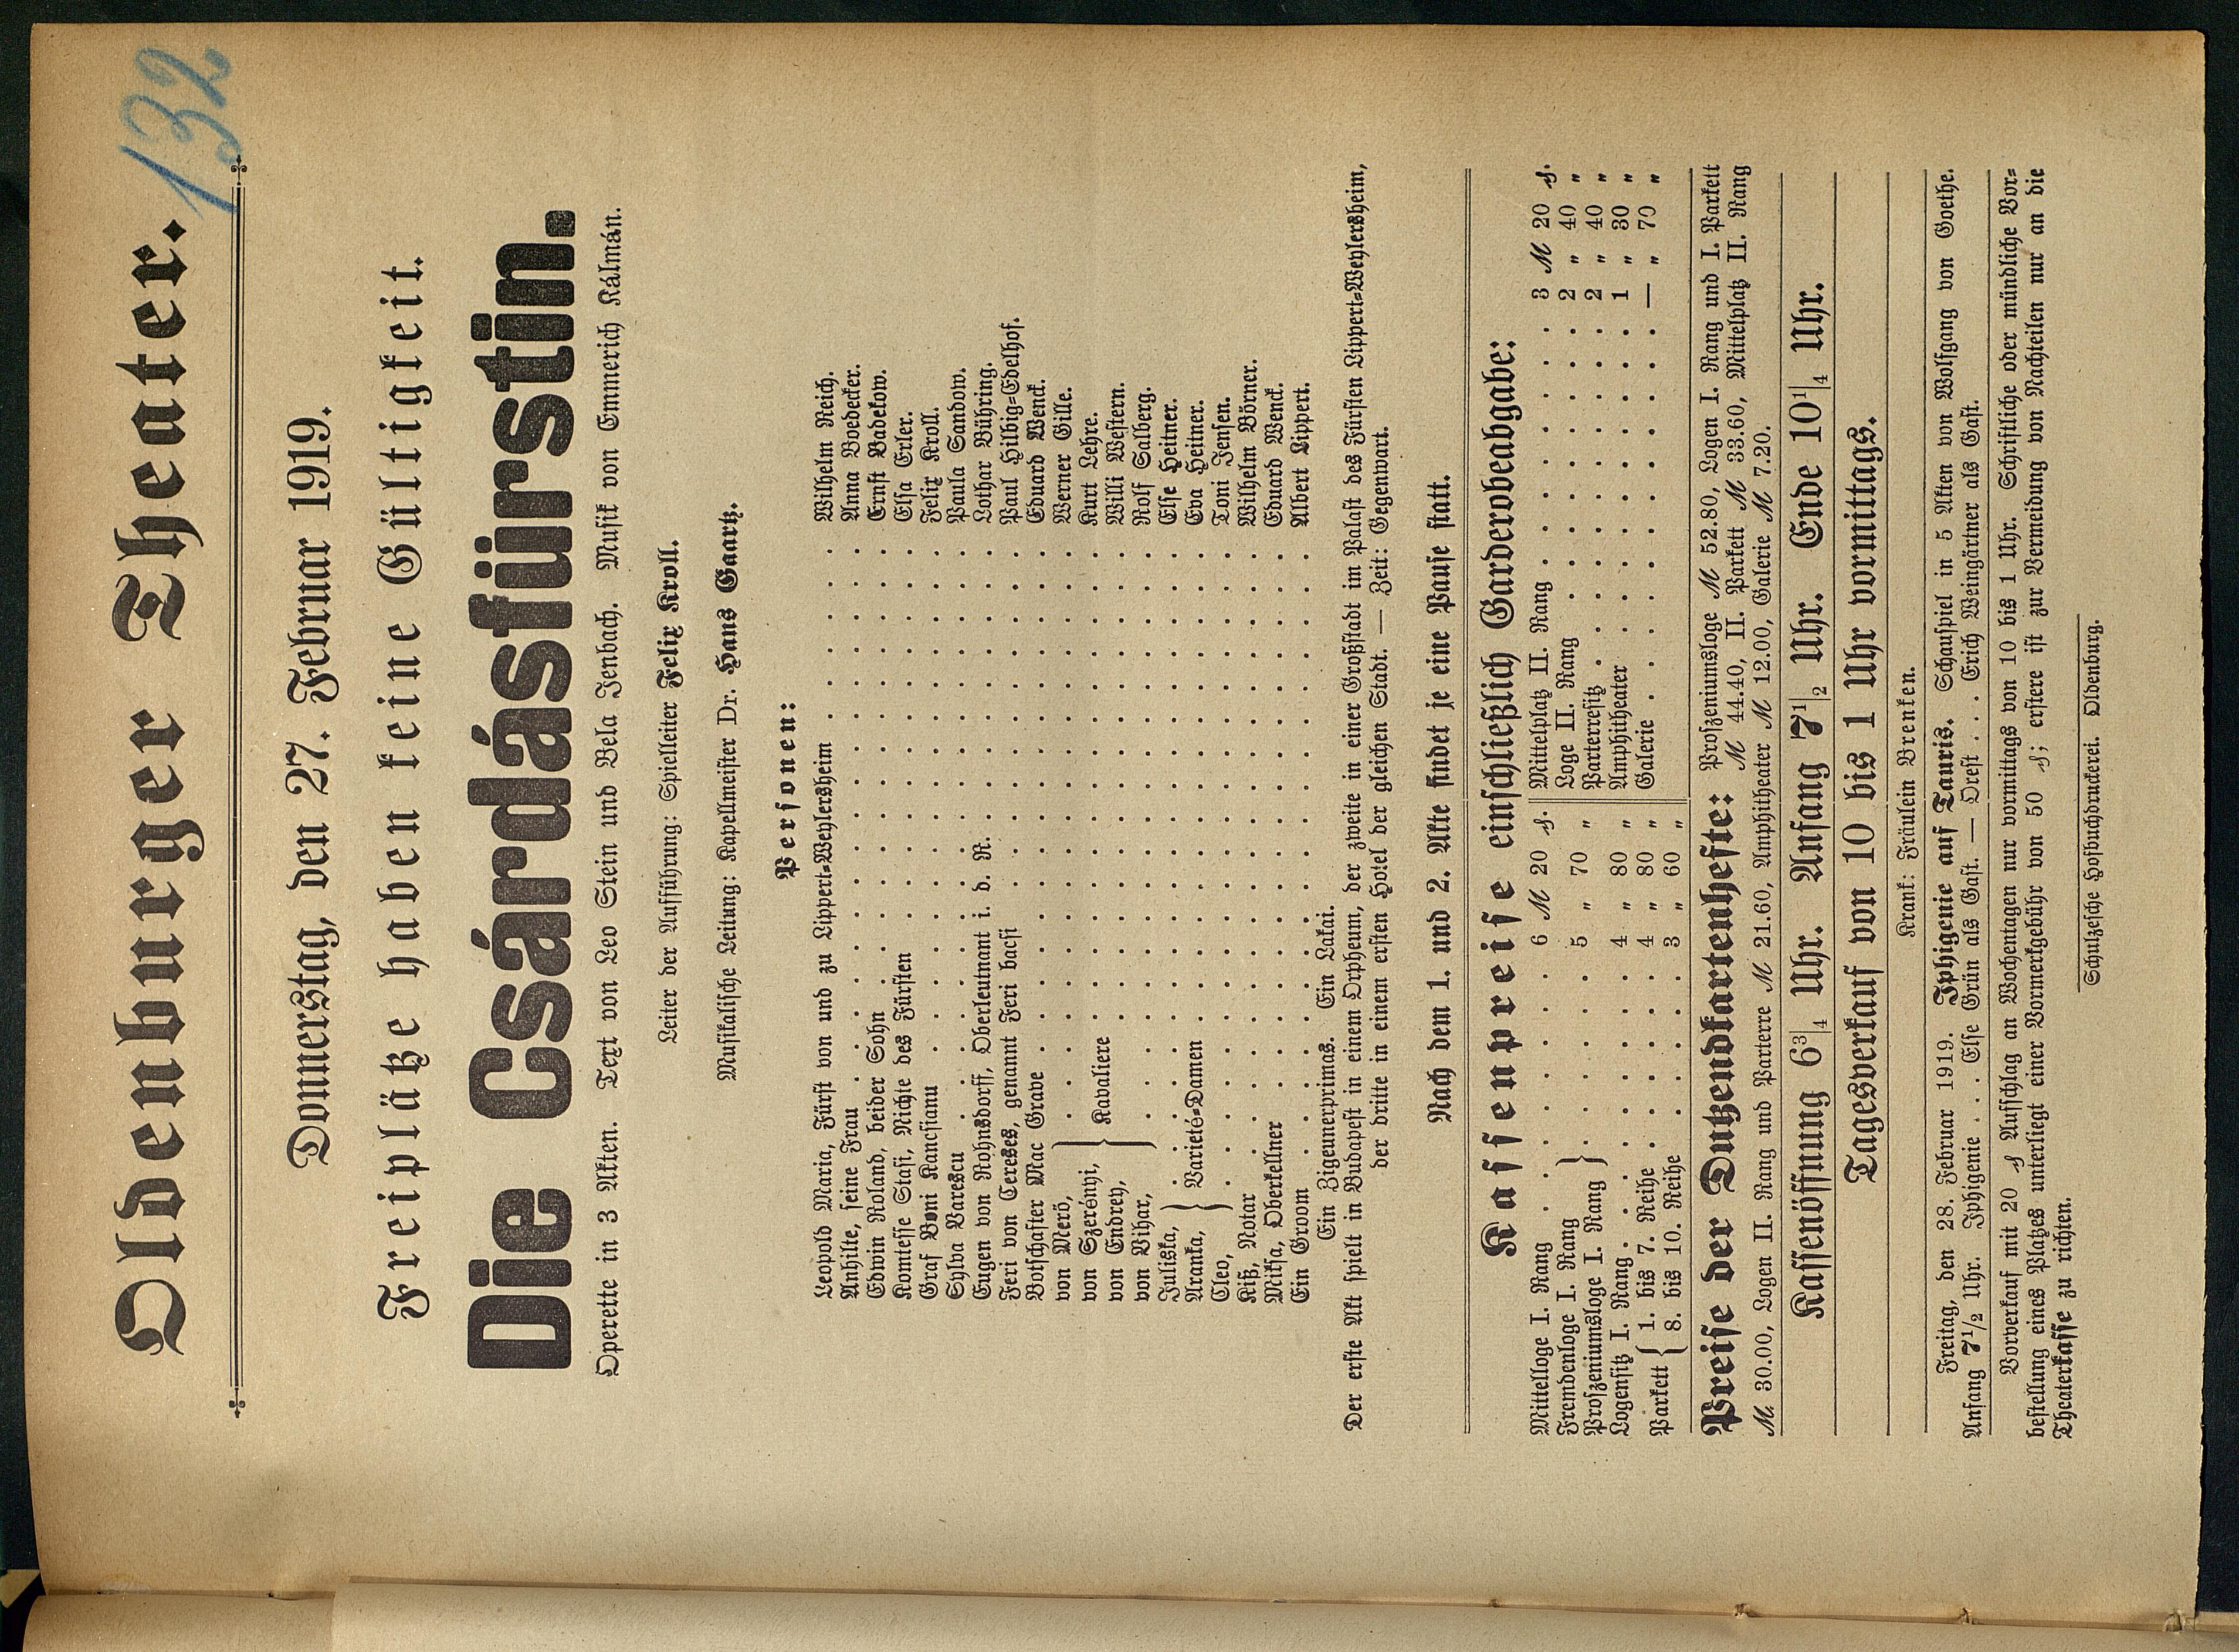 132
Oldenburger Theater.
Donnerstag, den 27. Februar 1919.
Freiplätze haben keine Gültigkeit.
Die Csárdásfürstin.
Operette in 3 Akten. Text von Leo Stein und Bela Jenbach. Musik von Emmerich Kálmán.
Leiter der Aufführung: Spielleiter Felix Kroll.
Musikalische Leitung: Kapellmeister Dr. Hans Gaartz.
Personen:
Leopold Maria, Fürst von und zu Lippert-Weylersheim . . . Wilhelm Reich.
Anhilte, seine Frau . . . Anna Boedecker.
Edwin Roland, beider Sohn . . . Ernst Badekow.
Komtesse Stasi, Nichte des Fürsten . . . Elsa Erler.
Graf Boni Kancsianu . . . Felix Kroll.
Sylva Varescu . . . Paula Sandow.
Eugen von Rohnsdorff, Oberleutnant i. d. R. . . . Lothar Bühring.
Feri von Cerekes, genannt Feri bacsi . . . Paul Hilbig-Edelhof.
Botschafter Mac Grave . . . Eduard Wenck.
von Merö, . . . Werner Gille.
von Szerényi, } Kavaliere . . . Kurt Lehre.
von Endrey, . . . Willi Western.
von Vihar, . . . Rolf Salberg.
Juliska, . . . Else Heitner.
Aranka, } Varieté-Damen . . . Eva Heitner.
Cleo, . . . Toni Jensen.
Kiß, Notar . . . Wilhelm Börner.
Miksa, Oberkellner . . . Eduard Wenck.
Ein Groom . . . Albert Lippert.
Ein Zigeunerprimas. Ein Lakai.
Der erste Akt spielt in Budapest in einem Orpheum, der zweite in einer Großstadt im Palast des Fürsten Lippert-Weylersheim,
der dritte in einem ersten Hotel der gleichen Stadt. — Zeit: Gegenwart.
Nach dem 1. und 2. Akte findet je eine Pause statt.
Kassenpreise einschließlich Garderobeabgabe:
Mittelloge I. Rang . . . 6 M 20 ₰.
Fremdenloge I. Rang } . . . 5 " 70 "
Proszeniumsloge I. Rang
Logensitz I. Rang . . . 4 " 80 "
Parkett { 1. bis 7. Reihe . . . 4 " 80 "
8. bis 10. Reihe . . . 3 " 60 "
Mittelplatz II. Rang . . . 3 M 20 ₰.
Loge II. Rang . . . 2 " 40 "
Parterresitz . . . 2 " 40 "
Amphitheater . . . 1 " 30 "
Galerie . . . — " 70 "
Preise der Dutzendkartenhefte: Proszeniumsloge M 52.80, Logen I. Rang und I. Parkett
M 44.40, II. Parkett M 33.60, Mittelplatz II. Rang
M. 30.00, Logen II. Rang und Parterre M 21.60, Amphitheater M 12.00, Galerie M 7.20.
Kassenöffnung 6 3/4 Uhr. Anfang 7 1/2 Uhr. Ende 10 1/4 Uhr.
Tagesverkauf von 10 bis 1 Uhr vormittags.
Krank: Fräulein Brenken.
Freitag, den 28. Februar 1919. Iphigenie auf Tauris. Schauspiel in 5 Akten von Wolfgang von Goethe.
Anfang 7 1/2 Uhr. Iphigenie . . . Else Grün als Gast. — Orest . . . Erich Weingärtner als Gast.
Vorverkauf mit 20 ₰ Aufschlag an Wochentagen nur vormittags von 10 bis 1 Uhr. Schriftliche oder mündliche Vor-
bestellung eines Platzes unterliegt einer Vormerkgebühr von 50 ₰; erstere ist zur Vermeidung von Nachteilen nur an die
Theaterkasse zu richten.
Schulzesche Hofbuchdruckerei. Oldenburg.